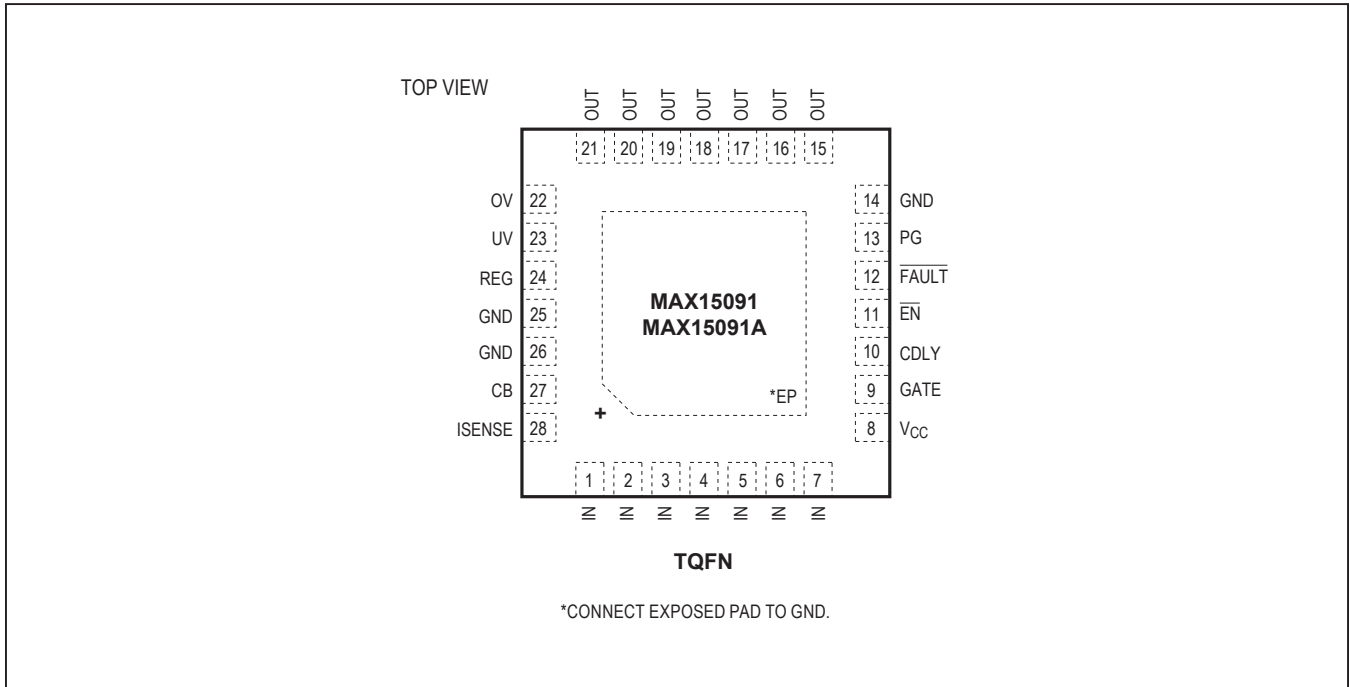 TOP VIEW
OUT OUT OUT OUT OUT OUT OUT
21 20 19 18 17 16 15
OV 22
UV 23
REG 24
GND 25
GND 26
CB 27
ISENSE 28
MAX15091
MAX15091A
*EP
+
14 GND
13 PG
12 F̅A̅U̅L̅T̅
11 E̅N̅
10 CDLY
9 GATE
8 VCC
1 2 3 4 5 6 7
IN IN IN IN IN IN IN
TQFN
*CONNECT EXPOSED PAD TO GND.